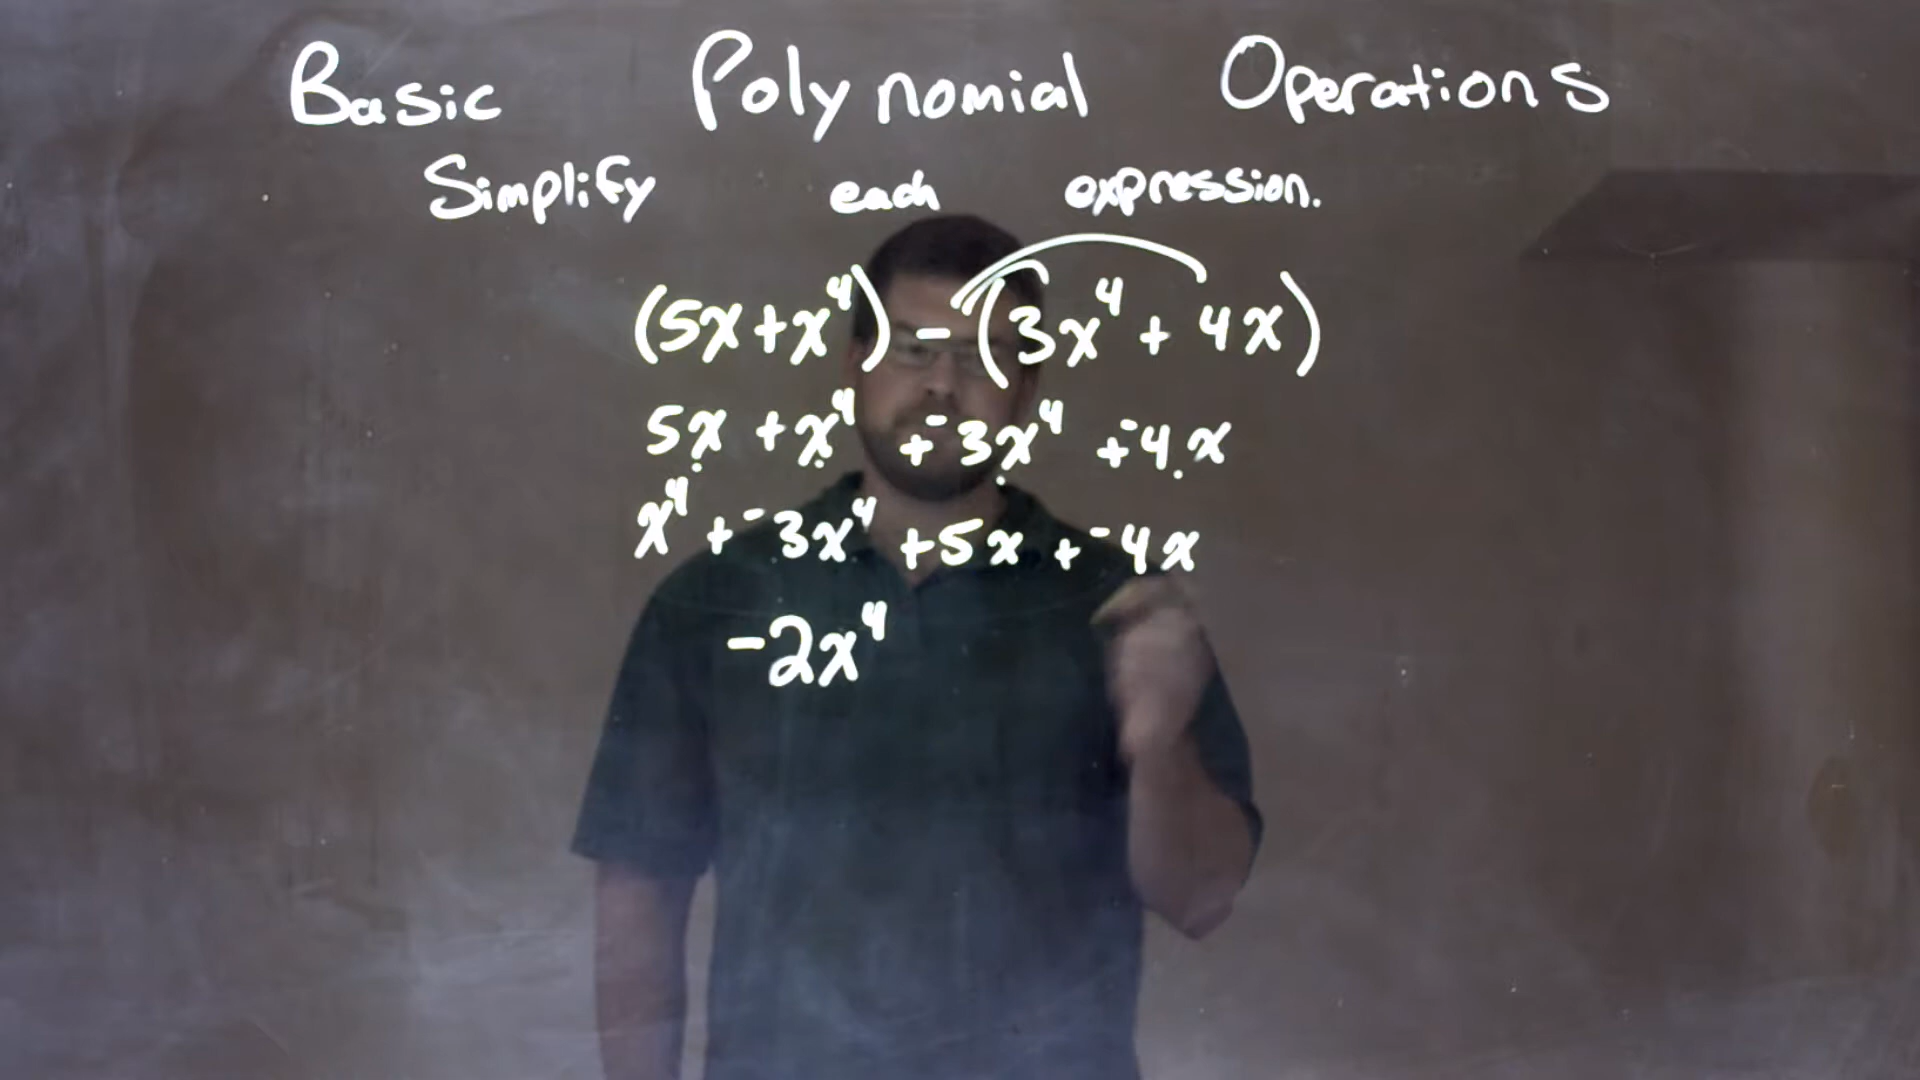 Basic Polynomial Operations
Simplify each expression.
(5x+x⁴) - (3x⁴ + 4x)
5x + x⁴ + ⁻3x⁴ + ⁻4x
x⁴ + ⁻3x⁴ + 5x + ⁻4x
-2x⁴